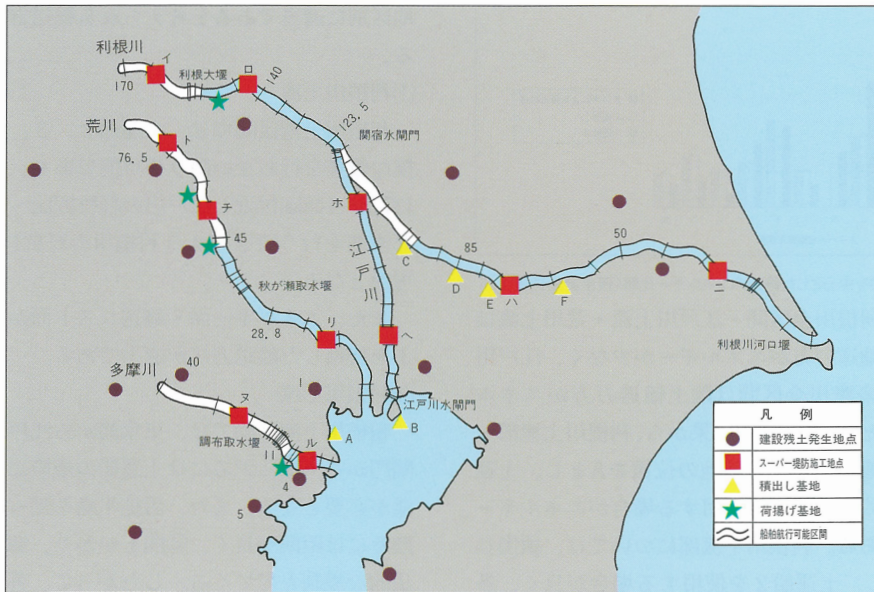 利根川
イ
利根大堰
ロ
140
170
123.5
荒川
関宿水閘門
ト
76.5
チ
ホ
45
江戸川
C
85
50
D
E
ハ
F
ニ
秋が瀬取水堰
28.8
リ
ヘ
利根川河口堰
多摩川
40
1
ヌ
江戸川水閘門
A
B
調布取水堰
11
ル
4
5
凡 例
建設残土発生地点
スーパー堤防施工地点
積出し基地
荷揚げ基地
船舶航行可能区間